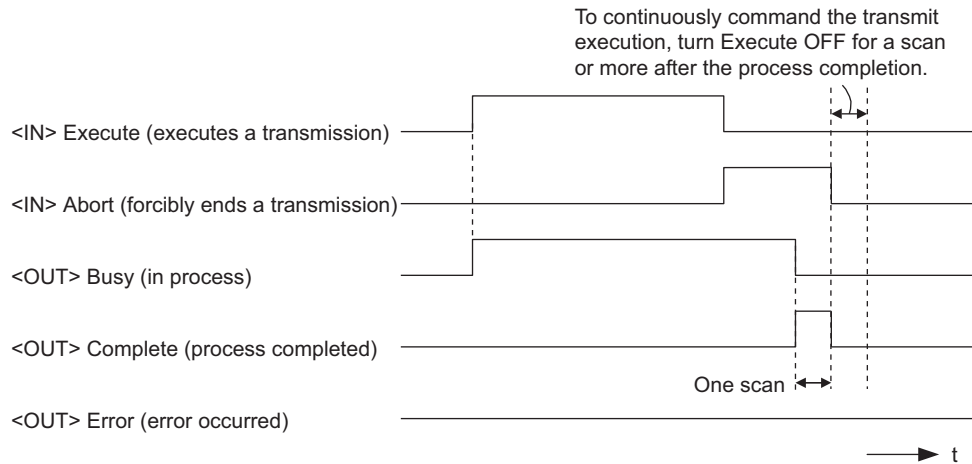 To continuously command the transmit
execution, turn Execute OFF for a scan
or more after the process completion.
<IN> Execute (executes a transmission)
<IN> Abort (forcibly ends a transmission)
<OUT> Busy (in process)
<OUT> Complete (process completed)
One scan
<OUT> Error (error occurred)
t